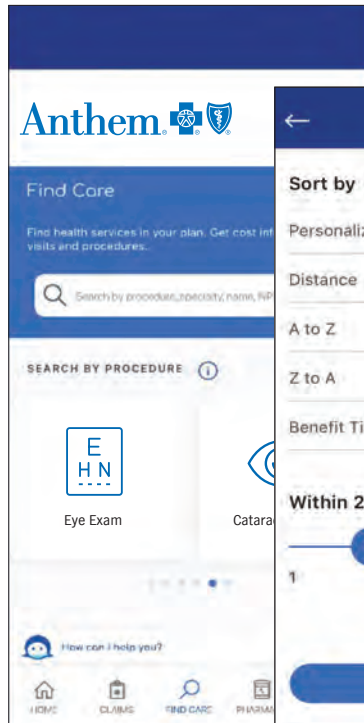 Anthem
Find Care
Find health services in your plan. Get cost inf
visits and procedures.
Search by procedure, specialty, name, NP
SEARCH BY PROCEDURE
E
H N
Eye Exam
Catara
How can I help you?
HOME
CLAIMS
FIND CARE
PHARMA
Sort by
Personaliz
Distance
A to Z
Z to A
Benefit Ti
Within 2
1